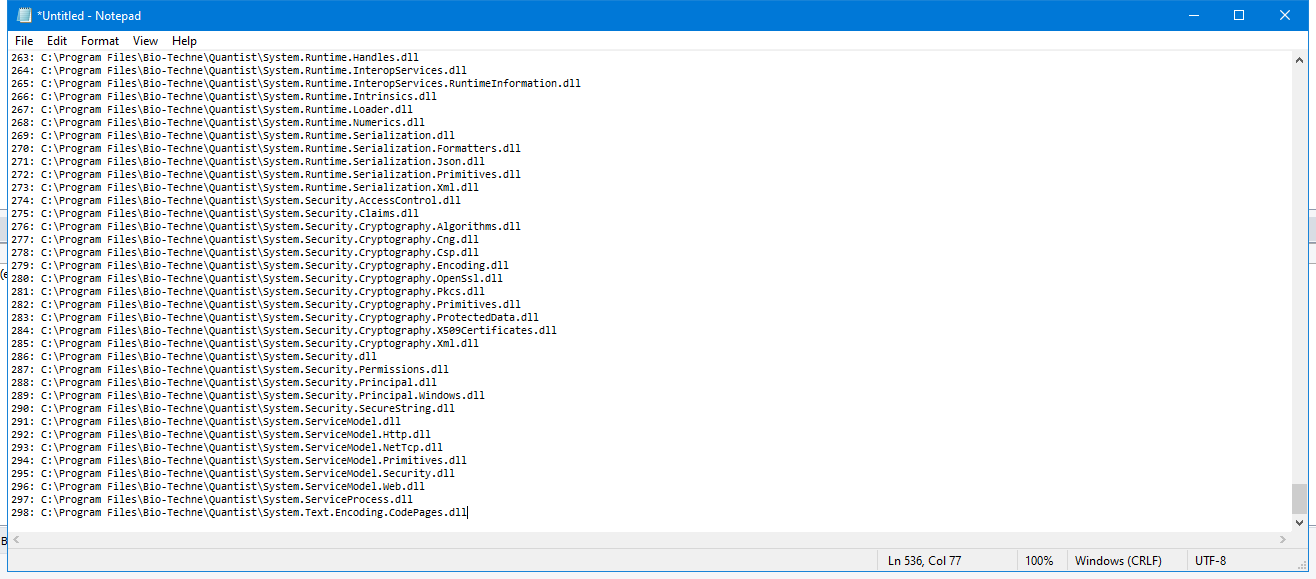 *Untitled - Notepad
File Edit Format View Help
263: C:\Program Files\Bio-Techne\Quantist\System.Runtime.Handles.dll
264: C:\Program Files\Bio-Techne\Quantist\System.Runtime.InteropServices.dll
265: C:\Program Files\Bio-Techne\Quantist\System.Runtime.InteropServices.RuntimeInformation.dll
266: C:\Program Files\Bio-Techne\Quantist\System.Runtime.Intrinsics.dll
267: C:\Program Files\Bio-Techne\Quantist\System.Runtime.Loader.dll
268: C:\Program Files\Bio-Techne\Quantist\System.Runtime.Numerics.dll
269: C:\Program Files\Bio-Techne\Quantist\System.Runtime.Serialization.dll
270: C:\Program Files\Bio-Techne\Quantist\System.Runtime.Serialization.Formatters.dll
271: C:\Program Files\Bio-Techne\Quantist\System.Runtime.Serialization.Json.dll
272: C:\Program Files\Bio-Techne\Quantist\System.Runtime.Serialization.Primitives.dll
273: C:\Program Files\Bio-Techne\Quantist\System.Runtime.Serialization.Xml.dll
274: C:\Program Files\Bio-Techne\Quantist\System.Security.AccessControl.dll
275: C:\Program Files\Bio-Techne\Quantist\System.Security.Claims.dll
276: C:\Program Files\Bio-Techne\Quantist\System.Security.Cryptography.Algorithms.dll
277: C:\Program Files\Bio-Techne\Quantist\System.Security.Cryptography.Cng.dll
278: C:\Program Files\Bio-Techne\Quantist\System.Security.Cryptography.Csp.dll
279: C:\Program Files\Bio-Techne\Quantist\System.Security.Cryptography.Encoding.dll
280: C:\Program Files\Bio-Techne\Quantist\System.Security.Cryptography.OpenSsl.dll
281: C:\Program Files\Bio-Techne\Quantist\System.Security.Cryptography.Pkcs.dll
282: C:\Program Files\Bio-Techne\Quantist\System.Security.Cryptography.Primitives.dll
283: C:\Program Files\Bio-Techne\Quantist\System.Security.Cryptography.ProtectedData.dll
284: C:\Program Files\Bio-Techne\Quantist\System.Security.Cryptography.X509Certificates.dll
285: C:\Program Files\Bio-Techne\Quantist\System.Security.Cryptography.Xml.dll
286: C:\Program Files\Bio-Techne\Quantist\System.Security.dll
287: C:\Program Files\Bio-Techne\Quantist\System.Security.Permissions.dll
288: C:\Program Files\Bio-Techne\Quantist\System.Security.Principal.dll
289: C:\Program Files\Bio-Techne\Quantist\System.Security.Principal.Windows.dll
290: C:\Program Files\Bio-Techne\Quantist\System.Security.SecureString.dll
291: C:\Program Files\Bio-Techne\Quantist\System.ServiceModel.dll
292: C:\Program Files\Bio-Techne\Quantist\System.ServiceModel.Http.dll
293: C:\Program Files\Bio-Techne\Quantist\System.ServiceModel.NetTcp.dll
294: C:\Program Files\Bio-Techne\Quantist\System.ServiceModel.Primitives.dll
295: C:\Program Files\Bio-Techne\Quantist\System.ServiceModel.Security.dll
296: C:\Program Files\Bio-Techne\Quantist\System.ServiceModel.Web.dll
297: C:\Program Files\Bio-Techne\Quantist\System.ServiceProcess.dll
298: C:\Program Files\Bio-Techne\Quantist\System.Text.Encoding.CodePages.dll
Ln 536, Col 77 100% Windows (CRLF) UTF-8